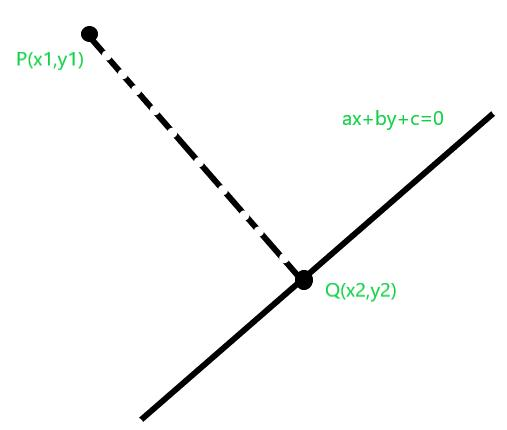 P(x1,y1)
ax+by+c=0
Q(x2,y2)